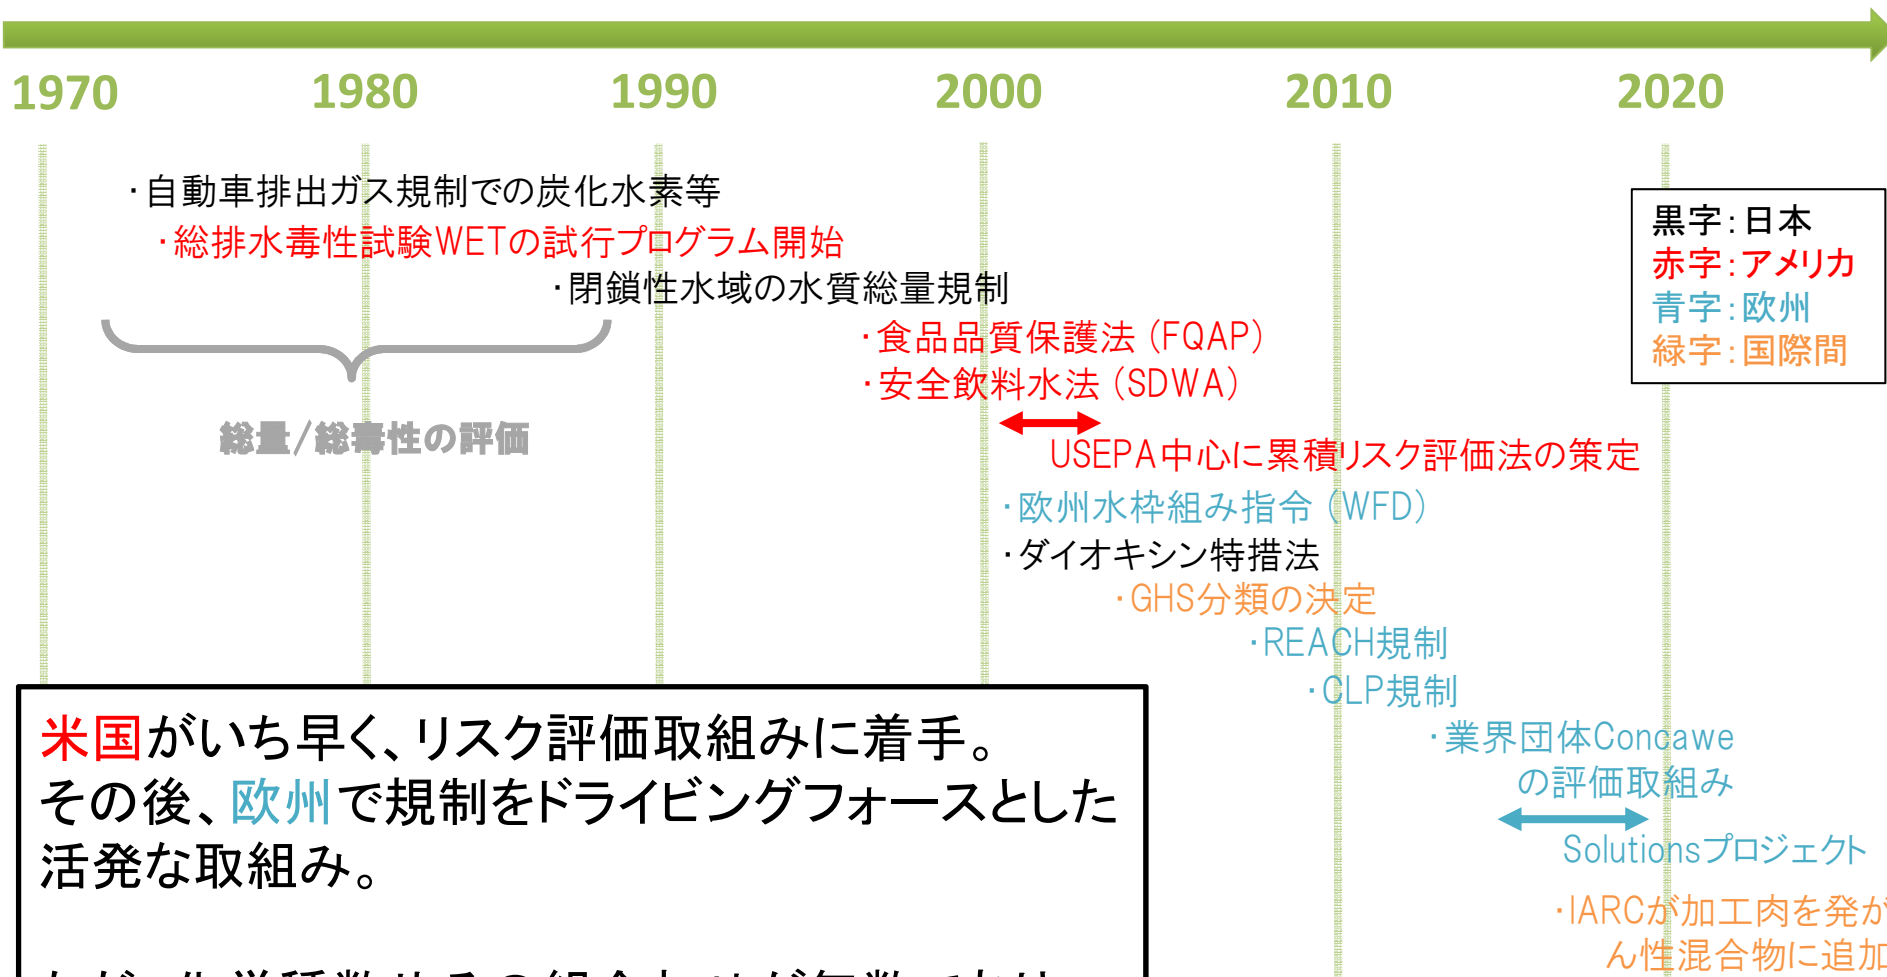 1970 1980 1990 2000 2010 2020
・自動車排出ガス規制での炭化水素等
・総排水毒性試験WETの試行プログラム開始
・閉鎖性水域の水質総量規制
・食品品質保護法(FQAP)
・安全飲料水法(SDWA)
黒字:日本
赤字:アメリカ
青字:欧州
緑字:国際間
総量/総毒性の評価
USEPA中心に累積リスク評価法の策定
・欧州水枠組み指令(WFD)
・ダイオキシン特措法
・GHS分類の決定
・REACH規制
・CLP規制
・業界団体Concawe
の評価取組み
Solutionsプロジェクト
・IARCが加工肉を発が
ん性混合物に追加
米国がいち早く、リスク評価取組みに着手。
その後、欧州で規制をドライビングフォースとした
活発な取組み。